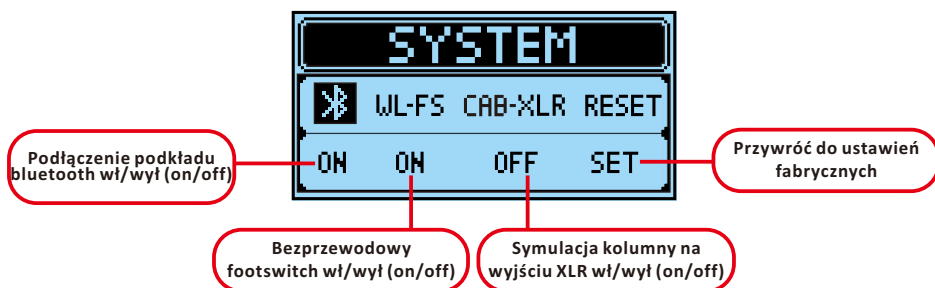 SYSTEM
WL-FS CAB-XLR RESET
ON ON OFF SET
Podłączenie podkładu
bluetooth wł/wył (on/off)
Przywróć do ustawień
fabrycznych
Bezprzewodowy
footswitch wł/wył (on/off)
Symulacja kolumny na
wyjściu XLR wł/wył (on/off)